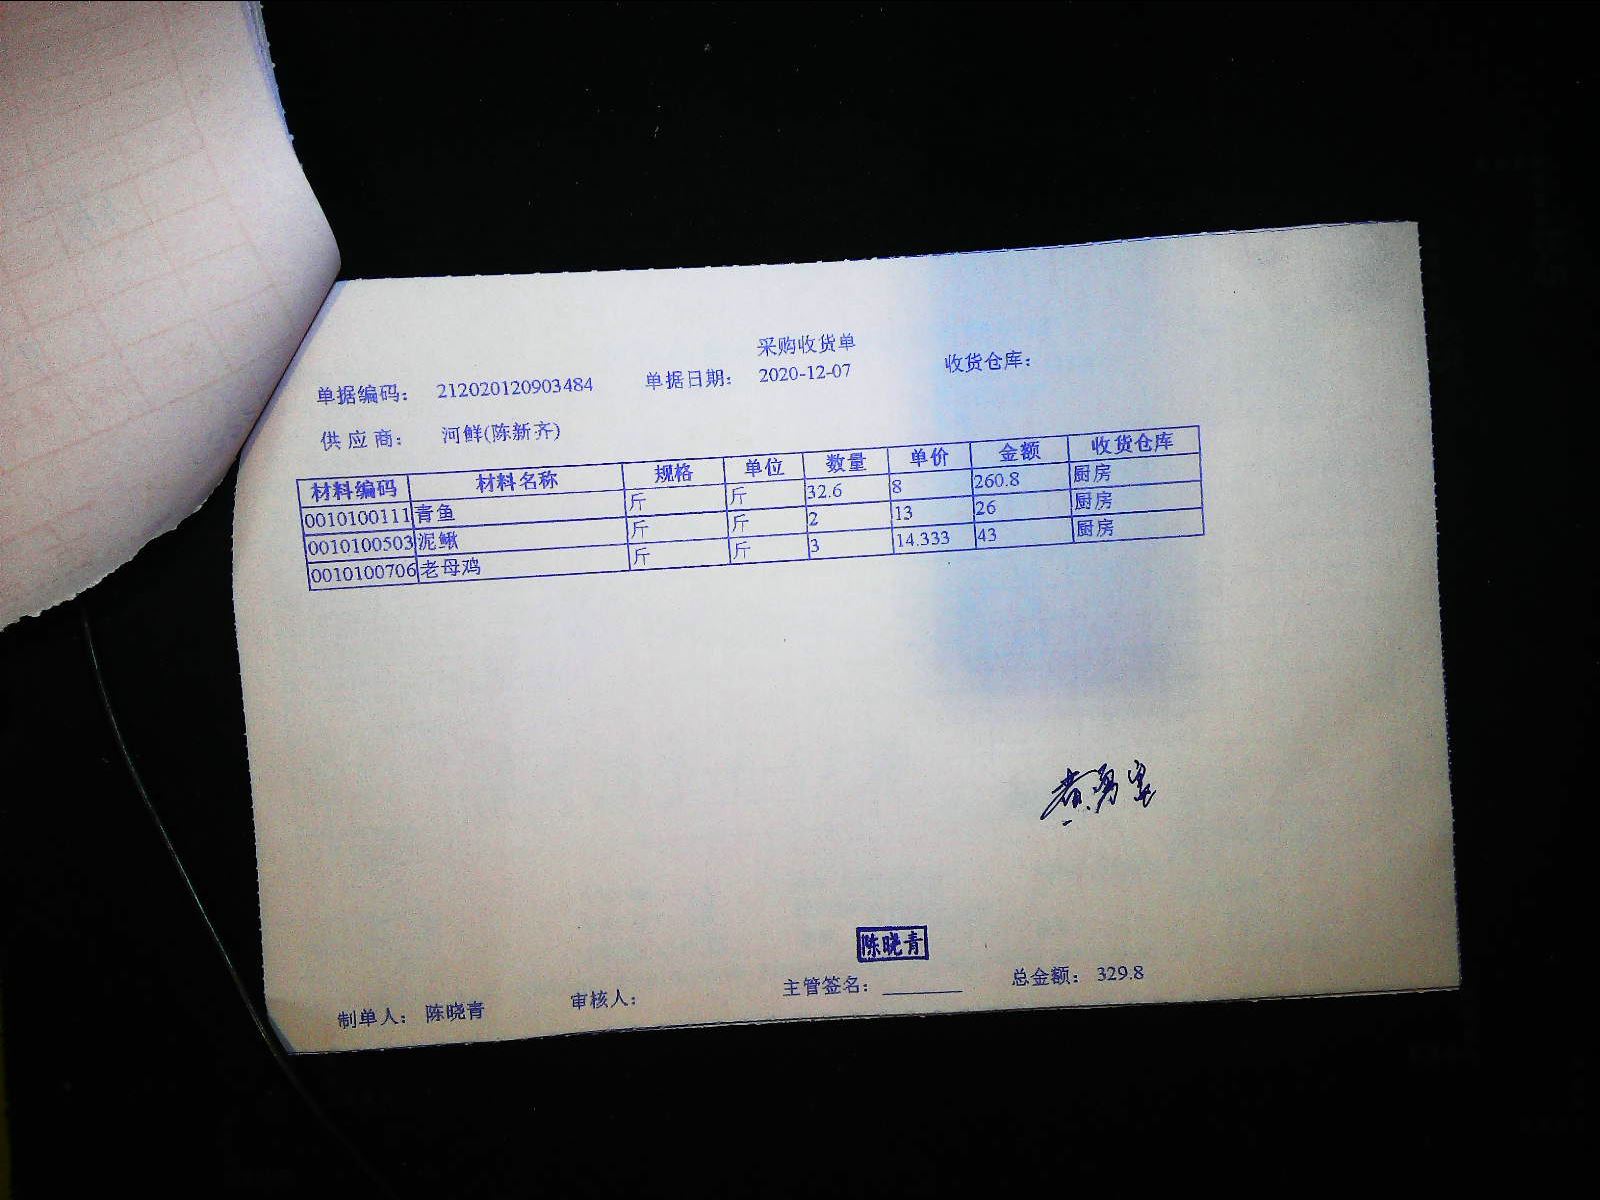 采购收货单
单据编码： 212020120903484 单据日期： 2020-12-07 收货仓库：
供 应 商： 河鲜(陈新齐)
材料编码 材料名称 规格 单位 数量 单价 金额 收货仓库
0010100111 青鱼 斤 斤 32.6 8 260.8 厨房
0010100503 泥鳅 斤 斤 2 13 26 厨房
0010100706 老母鸡 斤 斤 3 14.333 43 厨房
陈晓青
制单人： 陈晓青 审核人： 主管签名： ________ 总金额： 329.8